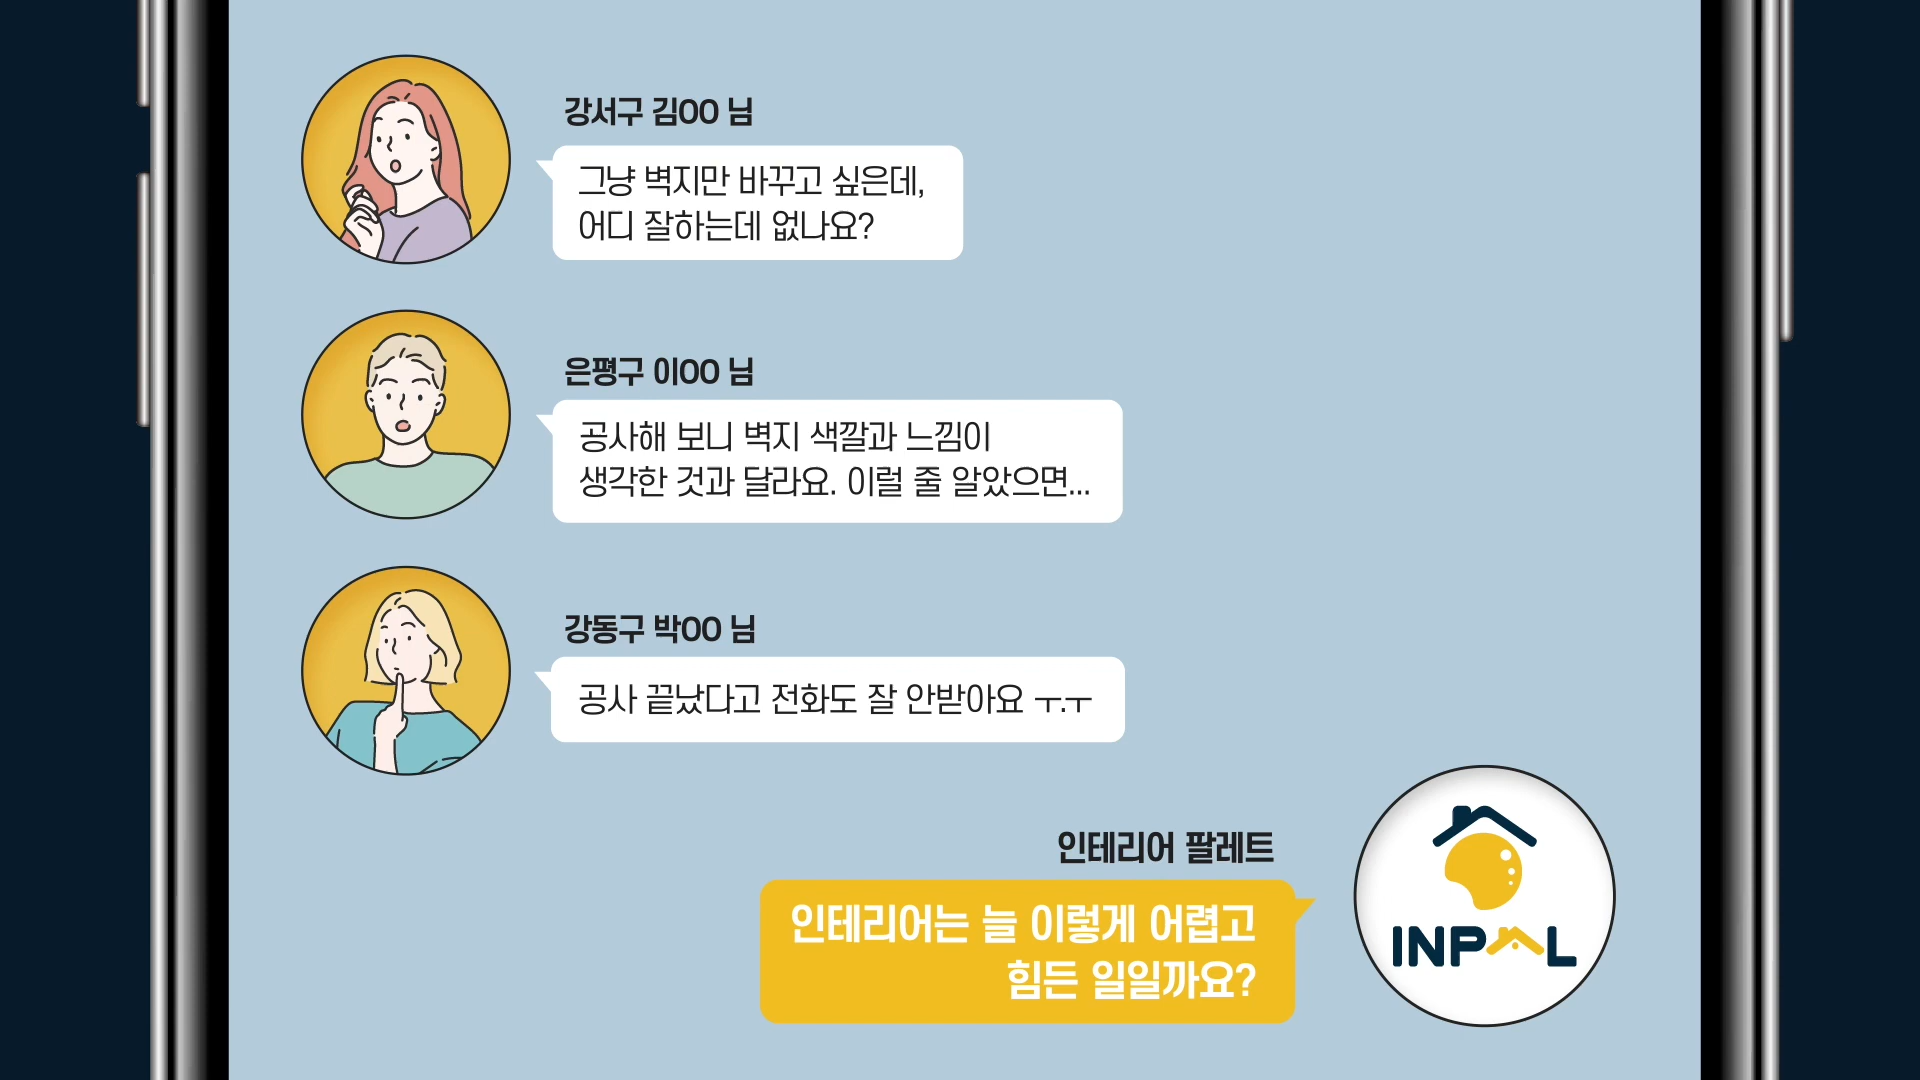 강서구 김OO 님
그냥 벽지만 바꾸고 싶은데,
어디 잘하는데 없나요?
은평구 이OO 님
공사해 보니 벽지 색깔과 느낌이
생각한 것과 달라요. 이럴 줄 알았으면...
강동구 박OO 님
공사 끝났다고 전화도 잘 안받아요 ㅜ.ㅜ
인테리어 팔레트
인테리어는 늘 이렇게 어렵고
힘든 일일까요?
INPAL